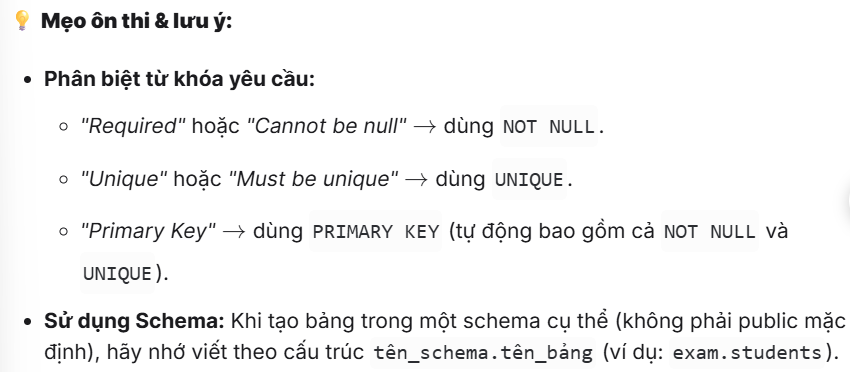 💡 Mẹo ôn thi & lưu ý:
• Phân biệt từ khóa yêu cầu:
◦ "Required" hoặc "Cannot be null" → dùng NOT NULL.
◦ "Unique" hoặc "Must be unique" → dùng UNIQUE.
◦ "Primary Key" → dùng PRIMARY KEY (tự động bao gồm cả NOT NULL và
UNIQUE).
• Sử dụng Schema: Khi tạo bảng trong một schema cụ thể (không phải public mặc
định), hãy nhớ viết theo cấu trúc tên_schema.tên_bảng (ví dụ: exam.students).